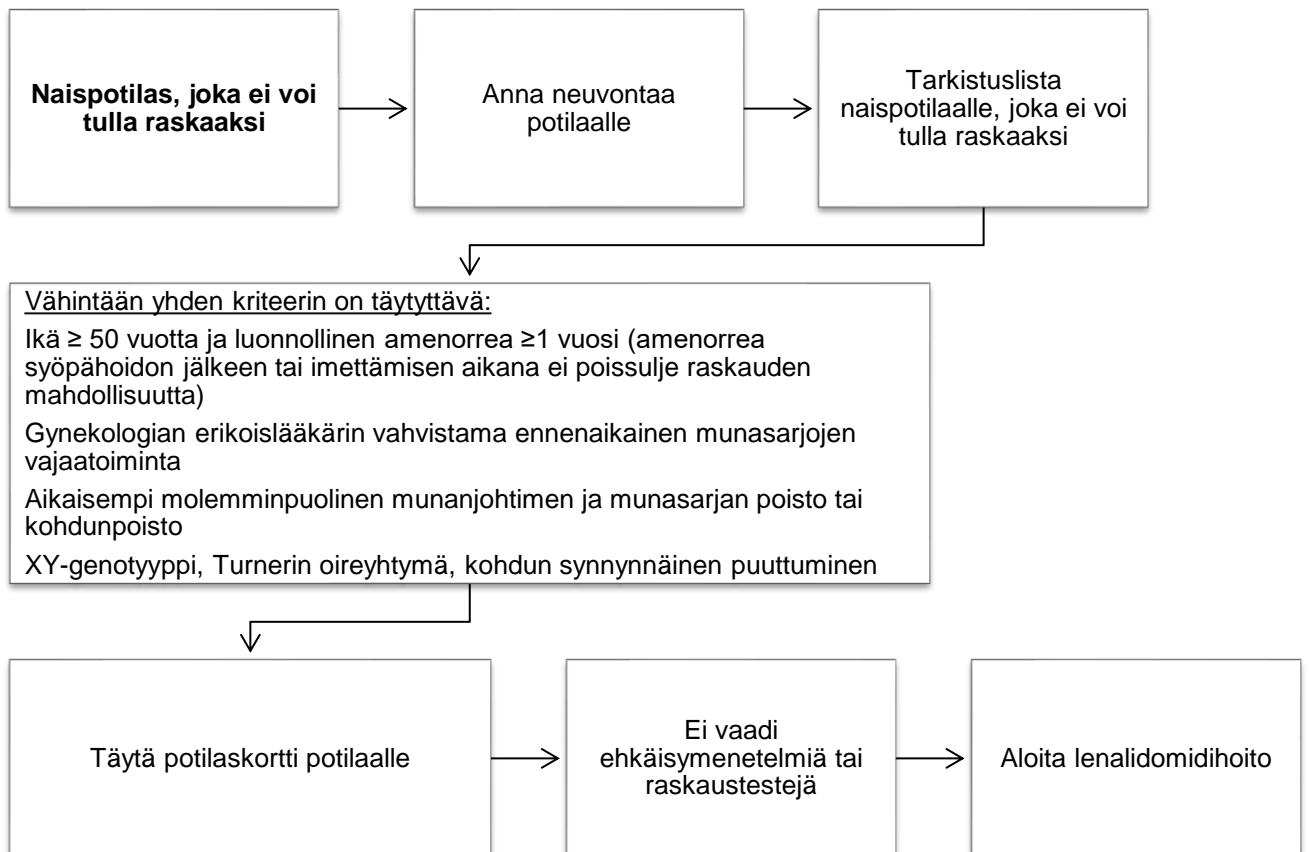 Naispotilas, joka ei voi
tulla raskaaksi
Anna neuvontaa
potilaalle
Tarkistuslista
naispotilaalle, joka ei voi
tulla raskaaksi
Vähintään yhden kriteerin on täytyttävä:
Ikä ≥ 50 vuotta ja luonnollinen amenorrea ≥1 vuosi (amenorrea
syöpähoidon jälkeen tai imettämisen aikana ei poissulje raskauden
mahdollisuutta)
Gynekologian erikoislääkärin vahvistama ennenaikainen munasarjojen
vajaatoiminta
Aikaisempi molemminpuolinen munanjohtimen ja munasarjan poisto tai
kohdunpoisto
XY-genotyyppi, Turnerin oireyhtymä, kohdun synnynnäinen puuttuminen
Täytä potilaskortti potilaalle
Ei vaadi
ehkäisymenetelmiä tai
raskaustestejä
Aloita lenalidomidihoito